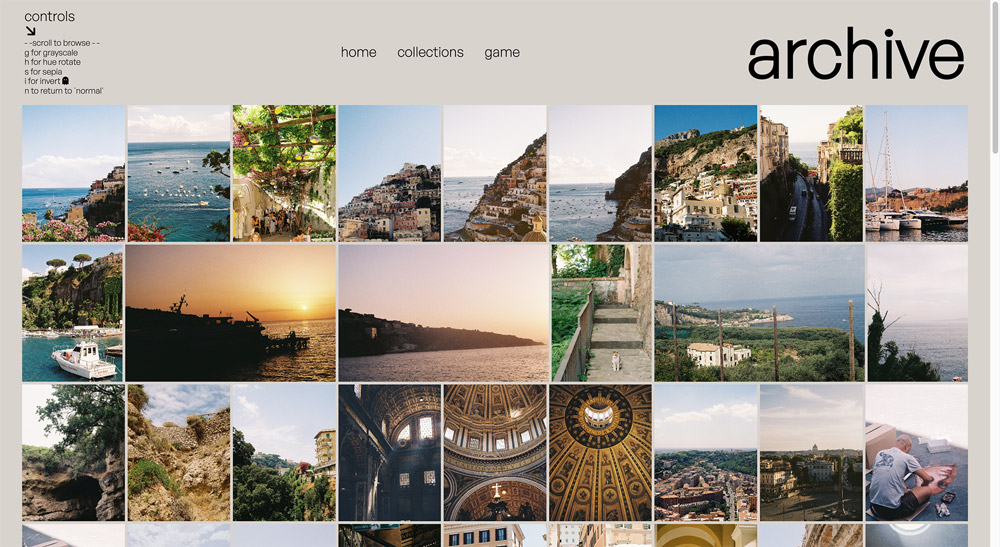 controls
- -scroll to browse - -
g for grayscale
h for hue rotate
s for sepia
i for invert
n to return to 'normal'
home collections game
archive